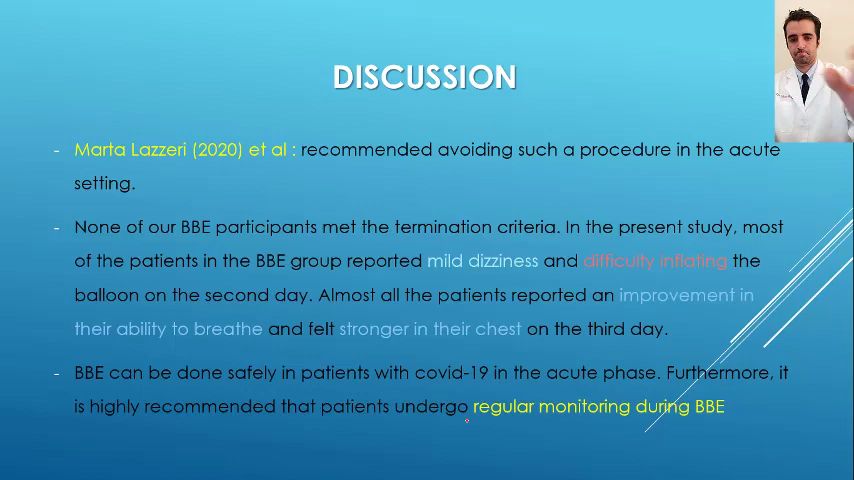 DISCUSSION
- Marta Lazzeri (2020) et al : recommended avoiding such a procedure in the acute
setting.
- None of our BBE participants met the termination criteria. In the present study, most
of the patients in the BBE group reported mild dizziness and difficulty inflating the
balloon on the second day. Almost all the patients reported an improvement in
their ability to breathe and felt stronger in their chest on the third day.
- BBE can be done safely in patients with covid-19 in the acute phase. Furthermore, it
is highly recommended that patients undergo regular monitoring during BBE